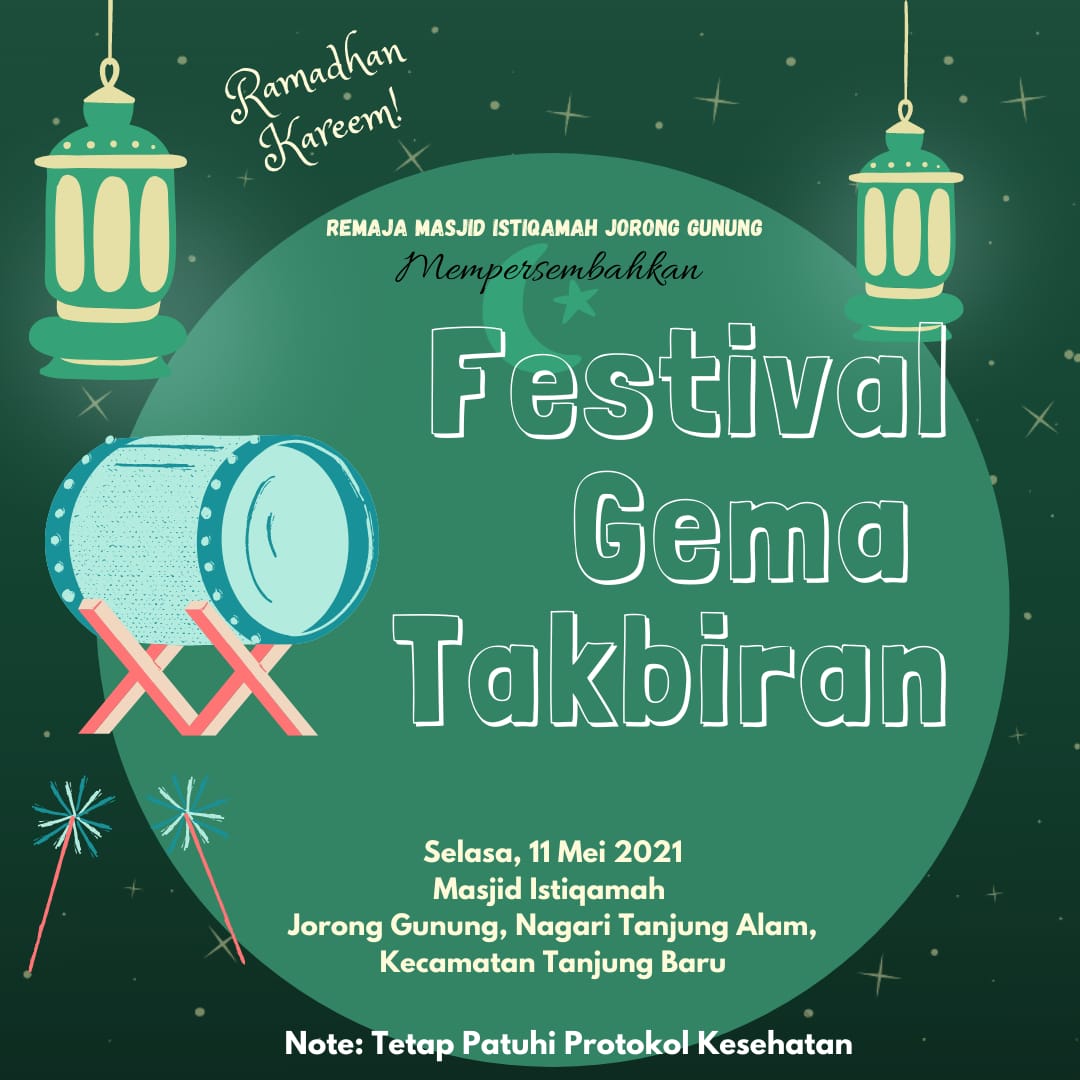 Ramadhan
Kareem!
REMAJA MASJID ISTIQAMAH JORONG GUNUNG
Mempersembahkan
Festival
Gema
Takbiran
Selasa, 11 Mei 2021
Masjid Istiqamah
Jorong Gunung, Nagari Tanjung Alam,
Kecamatan Tanjung Baru
Note: Tetap Patuhi Protokol Kesehatan